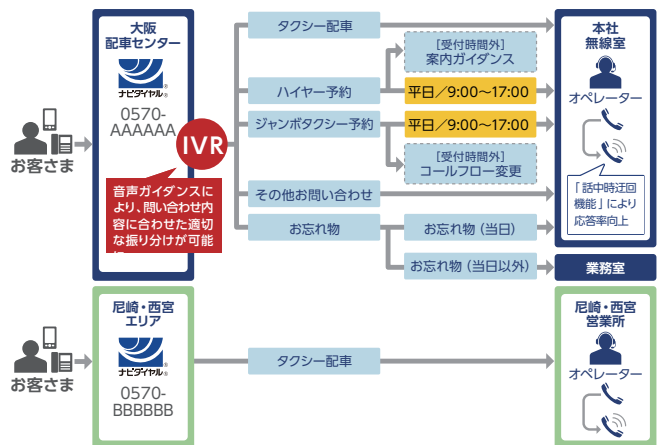 お客さま
大阪
配車センター
ナビダイヤル®
0570-
AAAAAA
IVR
音声ガイダンスに
より、問い合わせ内
容に合わせた適切
な振り分けが可能
タクシー配車
[受付時間外]
案内ガイダンス
ハイヤー予約
平日/9:00〜17:00
ジャンボタクシー予約
平日/9:00〜17:00
[受付時間外]
コールフロー変更
その他お問い合わせ
お忘れ物
お忘れ物(当日)
お忘れ物(当日以外)
本社
無線室
オペレーター
「話中時迂回
機能」により
応答率向上
業務室
お客さま
尼崎・西宮
エリア
ナビダイヤル®
0570-
BBBBBB
タクシー配車
尼崎・西宮
営業所
オペレーター